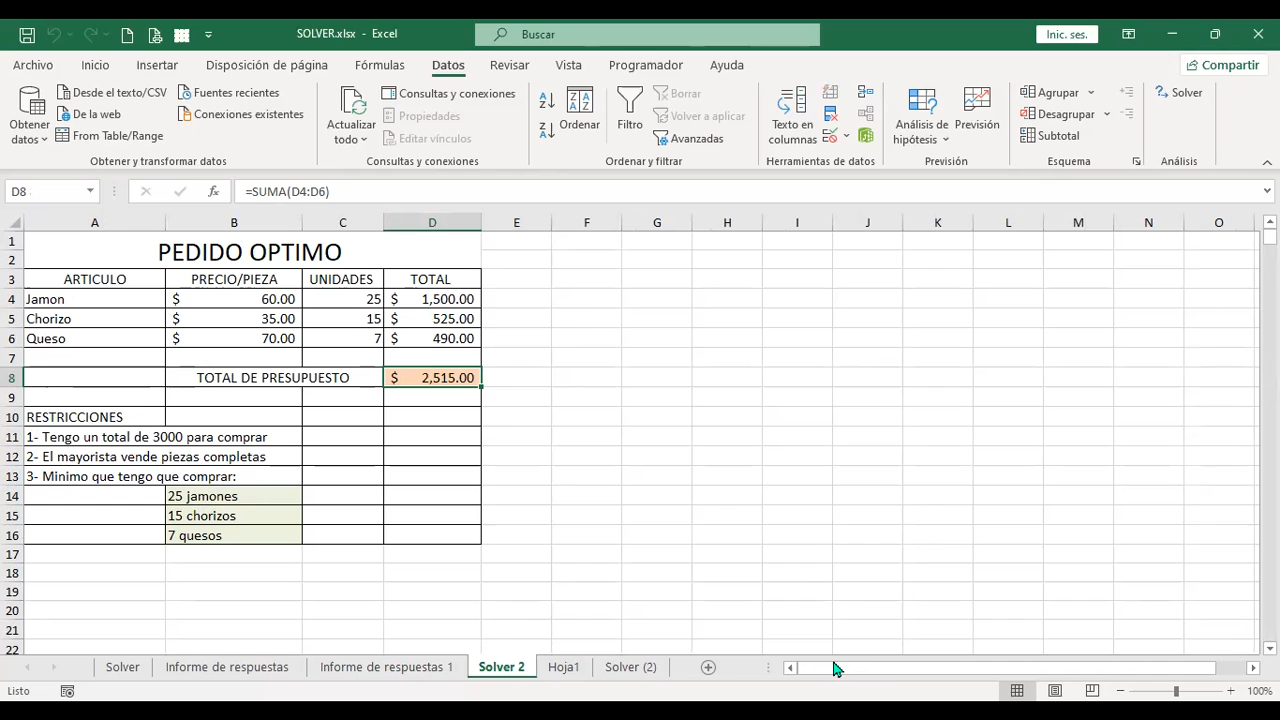 SOLVER.xlsx - Excel
Buscar
Inic. ses.
Archivo Inicio Insertar Disposición de página Fórmulas Datos Revisar Vista Programador Ayuda
Compartir
Obtener datos
Desde el texto/CSV
De la web
From Table/Range
Fuentes recientes
Conexiones existentes
Obtener y transformar datos
Actualizar todo
Consultas y conexiones
Propiedades
Editar vínculos
Consultas y conexiones
Ordenar
Filtro
Borrar
Volver a aplicar
Avanzadas
Ordenar y filtrar
Texto en columnas
Herramientas de datos
Análisis de hipótesis
Previsión
Previsión
Agrupar
Desagrupar
Subtotal
Esquema
Solver
Análisis
D8 fx =SUMA(D4:D6)
A B C D E F G H I J K L M N O
1 PEDIDO OPTIMO
2
3 ARTICULO PRECIO/PIEZA UNIDADES TOTAL
4 Jamon $ 60.00 25 $ 1,500.00
5 Chorizo $ 35.00 15 $ 525.00
6 Queso $ 70.00 7 $ 490.00
7
8 TOTAL DE PRESUPUESTO $ 2,515.00
9
10 RESTRICCIONES
11 1- Tengo un total de 3000 para comprar
12 2- El mayorista vende piezas completas
13 3- Minimo que tengo que comprar:
14 25 jamones
15 15 chorizos
16 7 quesos
17
18
19
20
21
22
Solver Informe de respuestas Informe de respuestas 1 Solver 2 Hoja1 Solver (2)
Listo
100%